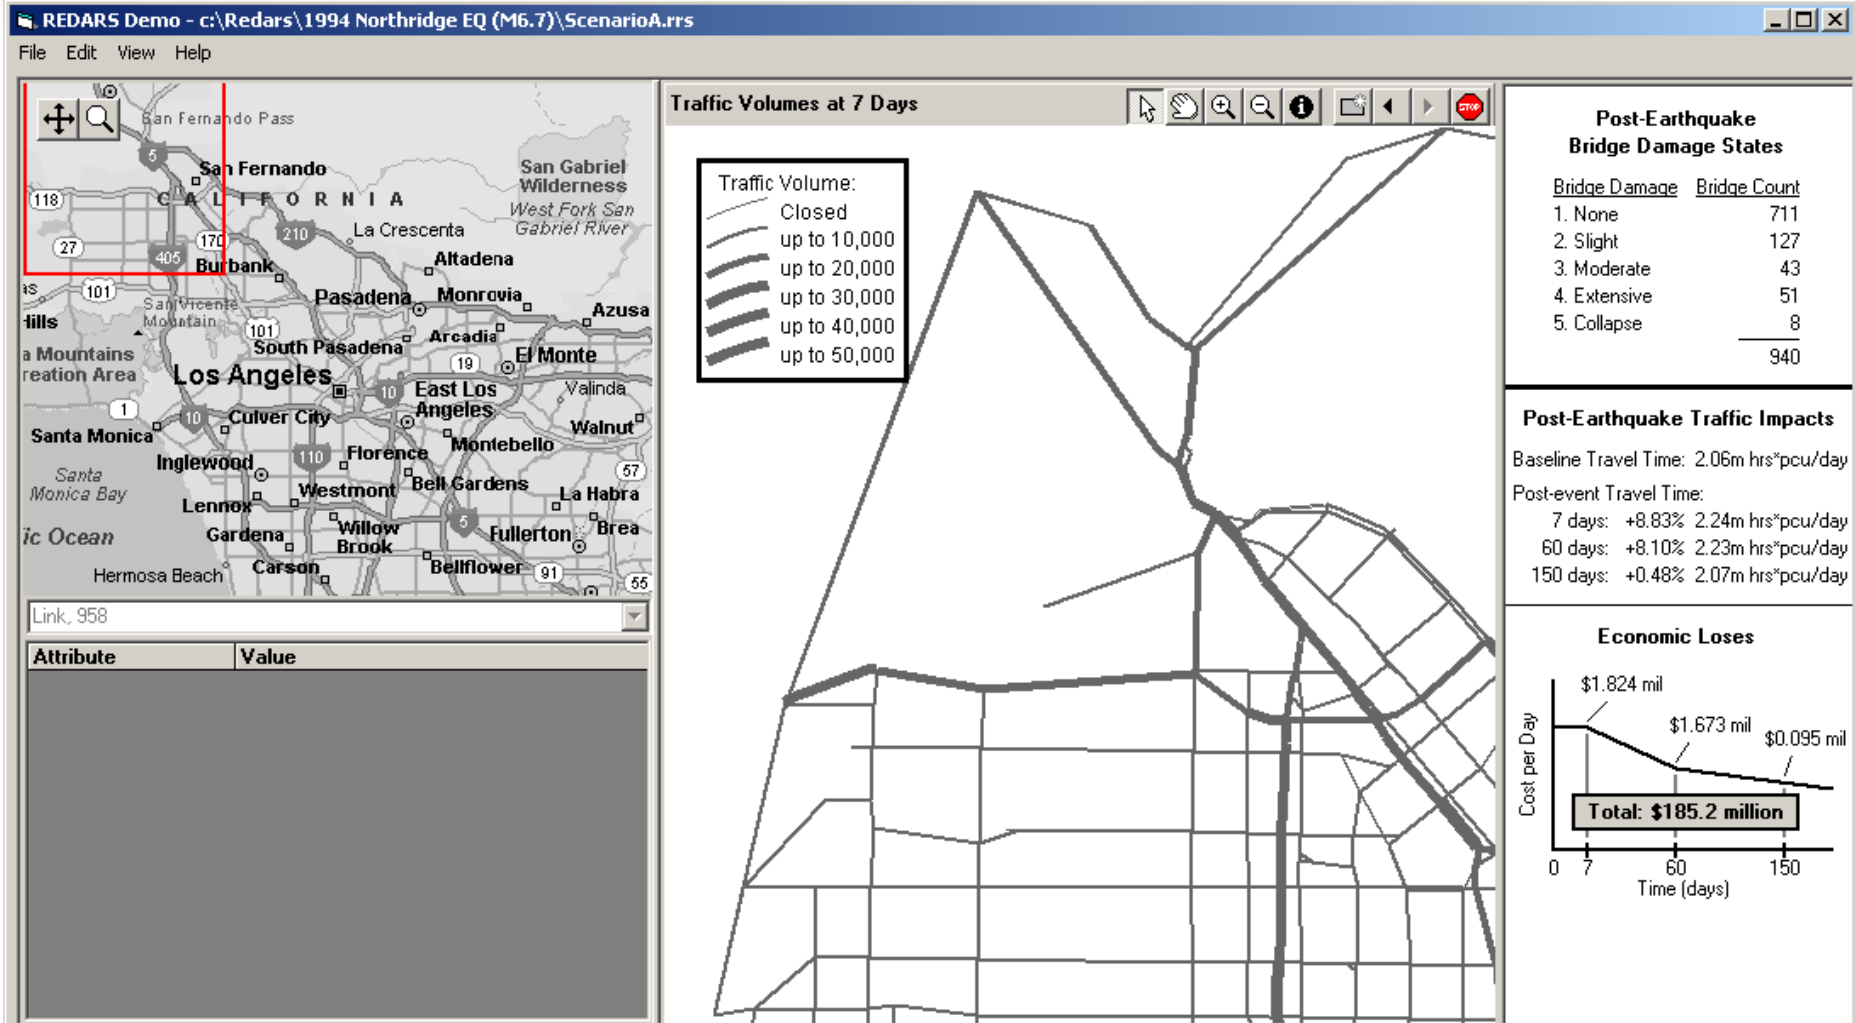 REDARS Demo - c:\Redars\1994 Northridge EQ (M6.7)\ScenarioA.rrs
File Edit View Help
San Fernando Pass
5
San Fernando
San Gabriel
Wilderness
118
CALIFORNIA
West Fork San
Gabriel River
210
La Crescenta
27
170
405
Burbank
Altadena
101
San Vicente
Mountain
Pasadena
Monrovia
Azusa
Hills
101
South Pasadena
Arcadia
a Mountains
reation Area
19
El Monte
Los Angeles
10
East Los
Angeles
Valinda
1
10
Culver City
Walnut
Santa Monica
Montebello
Inglewood
110
Florence
57
Santa
Monica Bay
Westmont
Bell Gardens
La Habra
Lennox
5
ic Ocean
Gardena
Willow
Brook
Fullerton
Brea
Hermosa Beach
Carson
Bellflower
91
55
Link, 958
Attribute Value
Traffic Volumes at 7 Days
STOP
Traffic Volume:
Closed
up to 10,000
up to 20,000
up to 30,000
up to 40,000
up to 50,000
Post-Earthquake
Bridge Damage States
Bridge Damage Bridge Count
1. None 711
2. Slight 127
3. Moderate 43
4. Extensive 51
5. Collapse 8
940
Post-Earthquake Traffic Impacts
Baseline Travel Time: 2.06m hrs*pcu/day
Post-event Travel Time:
7 days: +8.83% 2.24m hrs*pcu/day
60 days: +8.10% 2.23m hrs*pcu/day
150 days: +0.48% 2.07m hrs*pcu/day
Economic Loses
$1.824 mil
$1.673 mil
$0.095 mil
Cost per Day
Total: $185.2 million
0 7 60 150
Time (days)